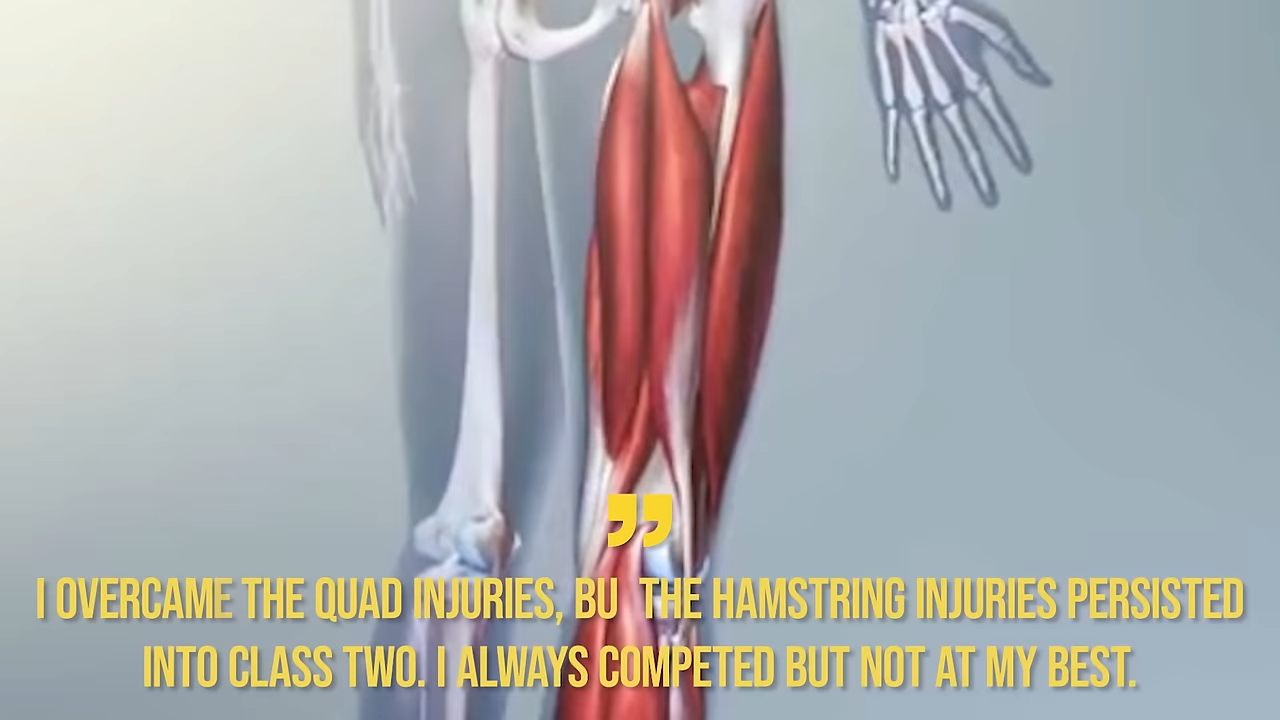 ”
I OVERCAME THE QUAD INJURIES, BU THE HAMSTRING INJURIES PERSISTED
INTO CLASS TWO. I ALWAYS COMPETED BUT NOT AT MY BEST.